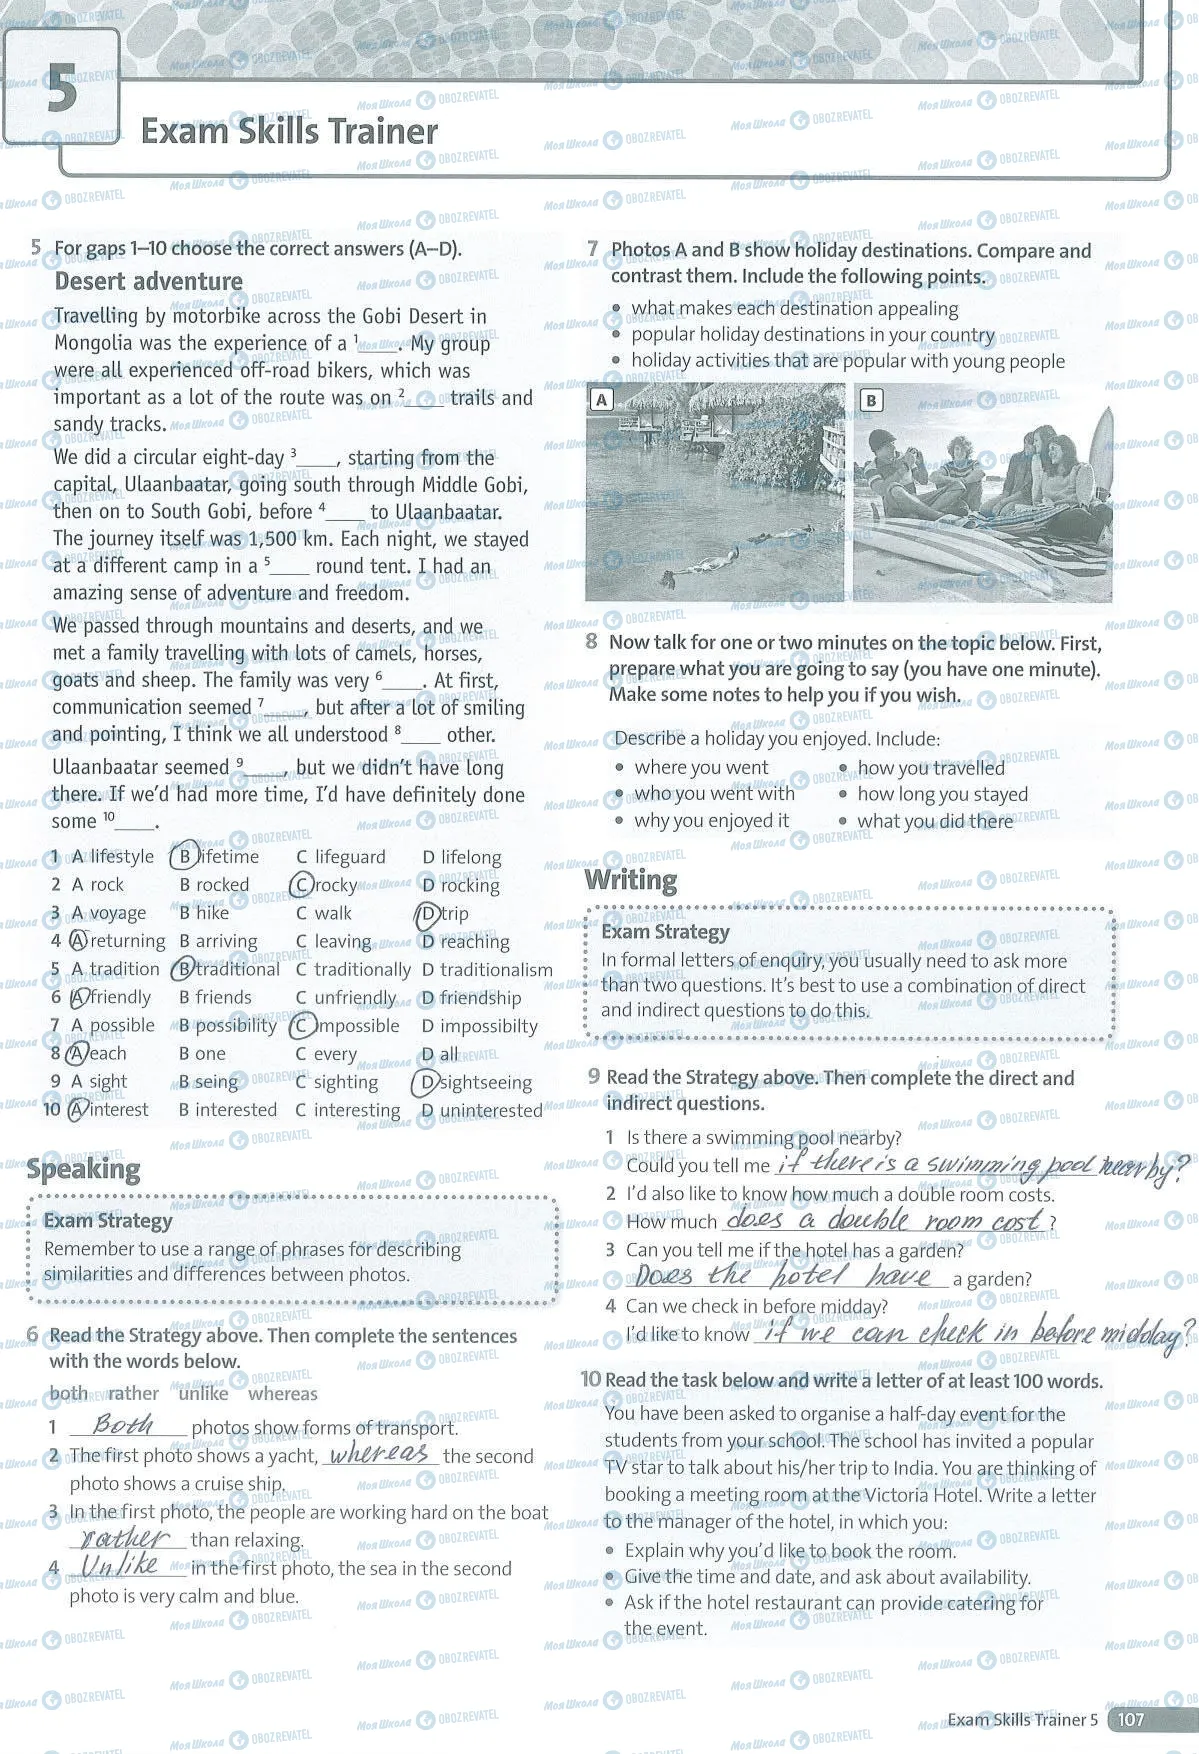 5
Exam Skills Trainer
5 For gaps 1–10 choose the correct answers (A–D).
Desert adventure
Travelling by motorbike across the Gobi Desert in
Mongolia was the experience of a 1____. My group
were all experienced off-road bikers, which was
important as a lot of the route was on 2____ trails and
sandy tracks.
We did a circular eight-day 3____, starting from the
capital, Ulaanbaatar, going south through Middle Gobi,
then on to South Gobi, before 4____ to Ulaanbaatar.
The journey itself was 1,500 km. Each night, we stayed
at a different camp in a 5____ round tent. I had an
amazing sense of adventure and freedom.
We passed through mountains and deserts, and we
met a family travelling with lots of camels, horses,
goats and sheep. The family was very 6____. At first,
communication seemed 7____, but after a lot of smiling
and pointing, I think we all understood 8____ other.
Ulaanbaatar seemed 9____, but we didn't have long
there. If we'd had more time, I'd have definitely done
some 10____.
1 A lifestyle B lifetime C lifeguard D lifelong
2 A rock B rocked C rocky D rocking
3 A voyage B hike C walk D trip
4 A returning B arriving C leaving D reaching
5 A tradition B traditional C traditionally D traditionalism
6 A friendly B friends C unfriendly D friendship
7 A possible B possibility C impossible D impossibilty
8 A each B one C every D all
9 A sight B seing C sighting D sightseeing
10 A interest B interested C interesting D uninterested
Speaking
Exam Strategy
Remember to use a range of phrases for describing
similarities and differences between photos.
6 Read the Strategy above. Then complete the sentences
with the words below.
both rather unlike whereas
1 Both photos show forms of transport.
2 The first photo shows a yacht, whereas the second
photo shows a cruise ship.
3 In the first photo, the people are working hard on the boat
rather than relaxing.
4 Unlike in the first photo, the sea in the second
photo is very calm and blue.
7 Photos A and B show holiday destinations. Compare and
contrast them. Include the following points.
• what makes each destination appealing
• popular holiday destinations in your country
• holiday activities that are popular with young people
A B
8 Now talk for one or two minutes on the topic below. First,
prepare what you are going to say (you have one minute).
Make some notes to help you if you wish.
Describe a holiday you enjoyed. Include:
• where you went • how you travelled
• who you went with • how long you stayed
• why you enjoyed it • what you did there
Writing
Exam Strategy
In formal letters of enquiry, you usually need to ask more
than two questions. It's best to use a combination of direct
and indirect questions to do this.
9 Read the Strategy above. Then complete the direct and
indirect questions.
1 Is there a swimming pool nearby?
Could you tell me if there is a swimming pool nearby?
2 I'd also like to know how much a double room costs.
How much does a double room cost ?
3 Can you tell me if the hotel has a garden?
Does the hotel have a garden?
4 Can we check in before midday?
I'd like to know if we can check in before midday?
10 Read the task below and write a letter of at least 100 words.
You have been asked to organise a half-day event for the
students from your school. The school has invited a popular
TV star to talk about his/her trip to India. You are thinking of
booking a meeting room at the Victoria Hotel. Write a letter
to the manager of the hotel, in which you:
• Explain why you'd like to book the room.
• Give the time and date, and ask about availability.
• Ask if the hotel restaurant can provide catering for
the event.
Exam Skills Trainer 5 107
Моя Школа OBOZREVATEL